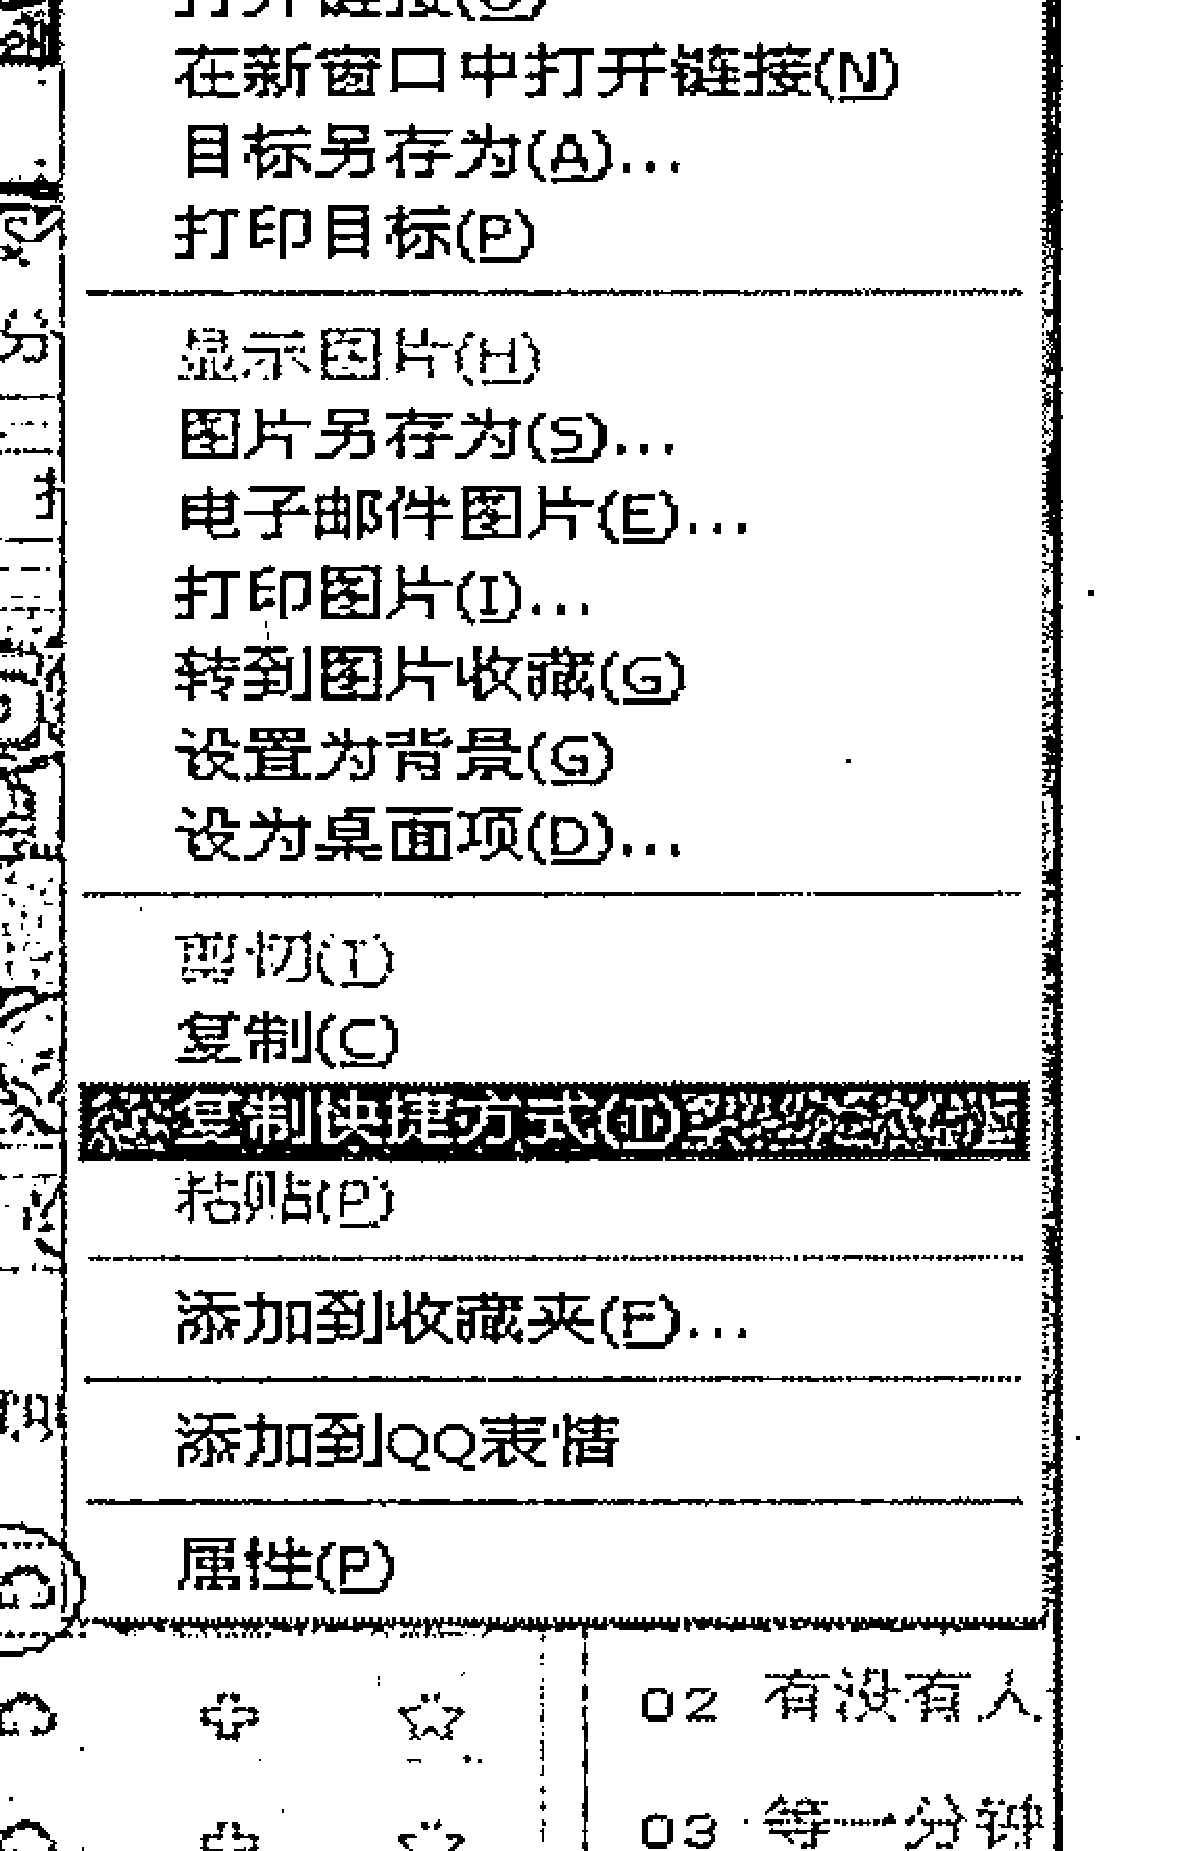 打开链接(O)
在新窗口中打开链接(N)
目标另存为(A)...
打印目标(P)
显示图片(H)
图片另存为(S)...
电子邮件图片(E)...
打印图片(I)...
转到图片收藏(G)
设置为背景(G)
设为桌面项(D)...
剪切(T)
复制(C)
复制快捷方式(T)
粘贴(P)
添加到收藏夹(F)...
添加到QQ表情
属性(P)
02 有没有人
03 等一分钟